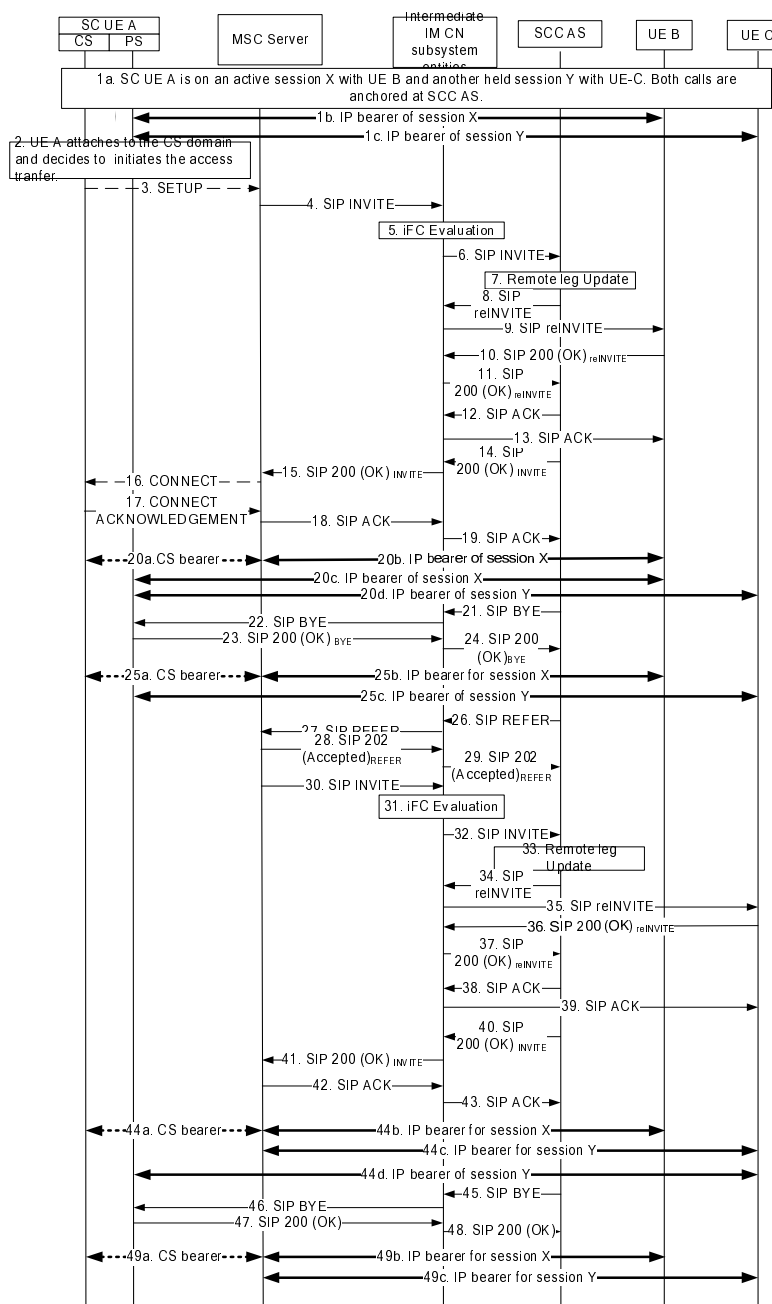 SC UE A
CS
PS
MSC Server
Intermediate
IM CN
subsystem
entities
SCC AS
UE B
UE C
1a. SC UE A is on an active session X with UE B and another held session Y with UE-C. Both calls are
anchored at SCC AS.
1b. IP bearer of session X
1c. IP bearer of session Y
2. UE A attaches to the CS domain
and decides to initiates the access
tranfer.
3. SETUP
4. SIP INVITE
5. iFC Evaluation
6. SIP INVITE
7. Remote leg Update
8. SIP
reINVITE
9. SIP reINVITE
10. SIP 200 (OK) reINVITE
11. SIP
200 (OK) reINVITE
12. SIP ACK
13. SIP ACK
14. SIP
200 (OK) INVITE
15. SIP 200 (OK) INVITE
16. CONNECT
17. CONNECT
ACKNOWLEDGEMENT
18. SIP ACK
19. SIP ACK
20a. CS bearer
20b. IP bearer of session X
20c. IP bearer of session X
20d. IP bearer of session Y
21. SIP BYE
22. SIP BYE
23. SIP 200 (OK) BYE
24. SIP 200
(OK)BYE
25a. CS bearer
25b. IP bearer for session X
25c. IP bearer of session Y
26. SIP REFER
27. SIP REFER
28. SIP 202
(Accepted)REFER
29. SIP 202
(Accepted)REFER
30. SIP INVITE
31. iFC Evaluation
32. SIP INVITE
33. Remote leg
Update
34. SIP
reINVITE
35. SIP reINVITE
36. SIP 200 (OK) reINVITE
37. SIP
200 (OK) reINVITE
38. SIP ACK
39. SIP ACK
40. SIP
200 (OK) INVITE
41. SIP 200 (OK) INVITE
42. SIP ACK
43. SIP ACK
44a. CS bearer
44b. IP bearer for session X
44c. IP bearer for session Y
44d. IP bearer of session Y
45. SIP BYE
46. SIP BYE
47. SIP 200 (OK)
48. SIP 200 (OK)
49a. CS bearer
49b. IP bearer for session X
49c. IP bearer for session Y